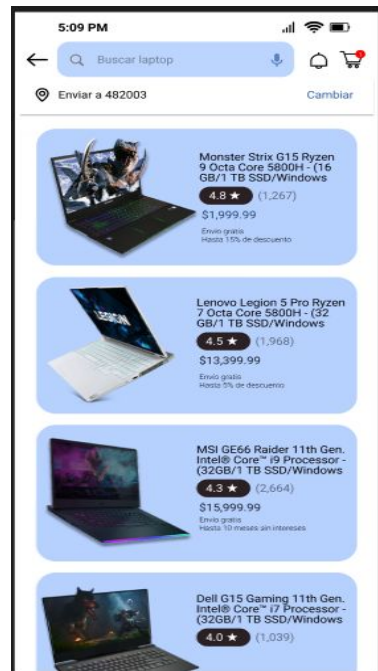 5:09 PM
Buscar laptop
Enviar a 482003
Cambiar
LEGION
Monster Strix G15 Ryzen
9 Octa Core 5800H - (16
GB/1 TB SSD/Windows
4.8 ★ (1,267)
$1,999.99
Envio gratis
Hasta 15% de descuento
Lenovo Legion 5 Pro Ryzen
7 Octa Core 5800H - (32
GB/1 TB SSD/Windows
4.5 ★ (1,968)
$13,399.99
Envio gratis
Hasta 5% de descuento
MSI GE66 Raider 11th Gen.
Intel® Core™ i9 Processor -
(32GB/1 TB SSD/Windows
4.3 ★ (2,664)
$15,999.99
Envio gratis
Hasta 10 meses sin intereses
Dell G15 Gaming 11th Gen.
Intel® Core™ i7 Processor -
(32GB/1 TB SSD/Windows
4.0 ★ (1,039)